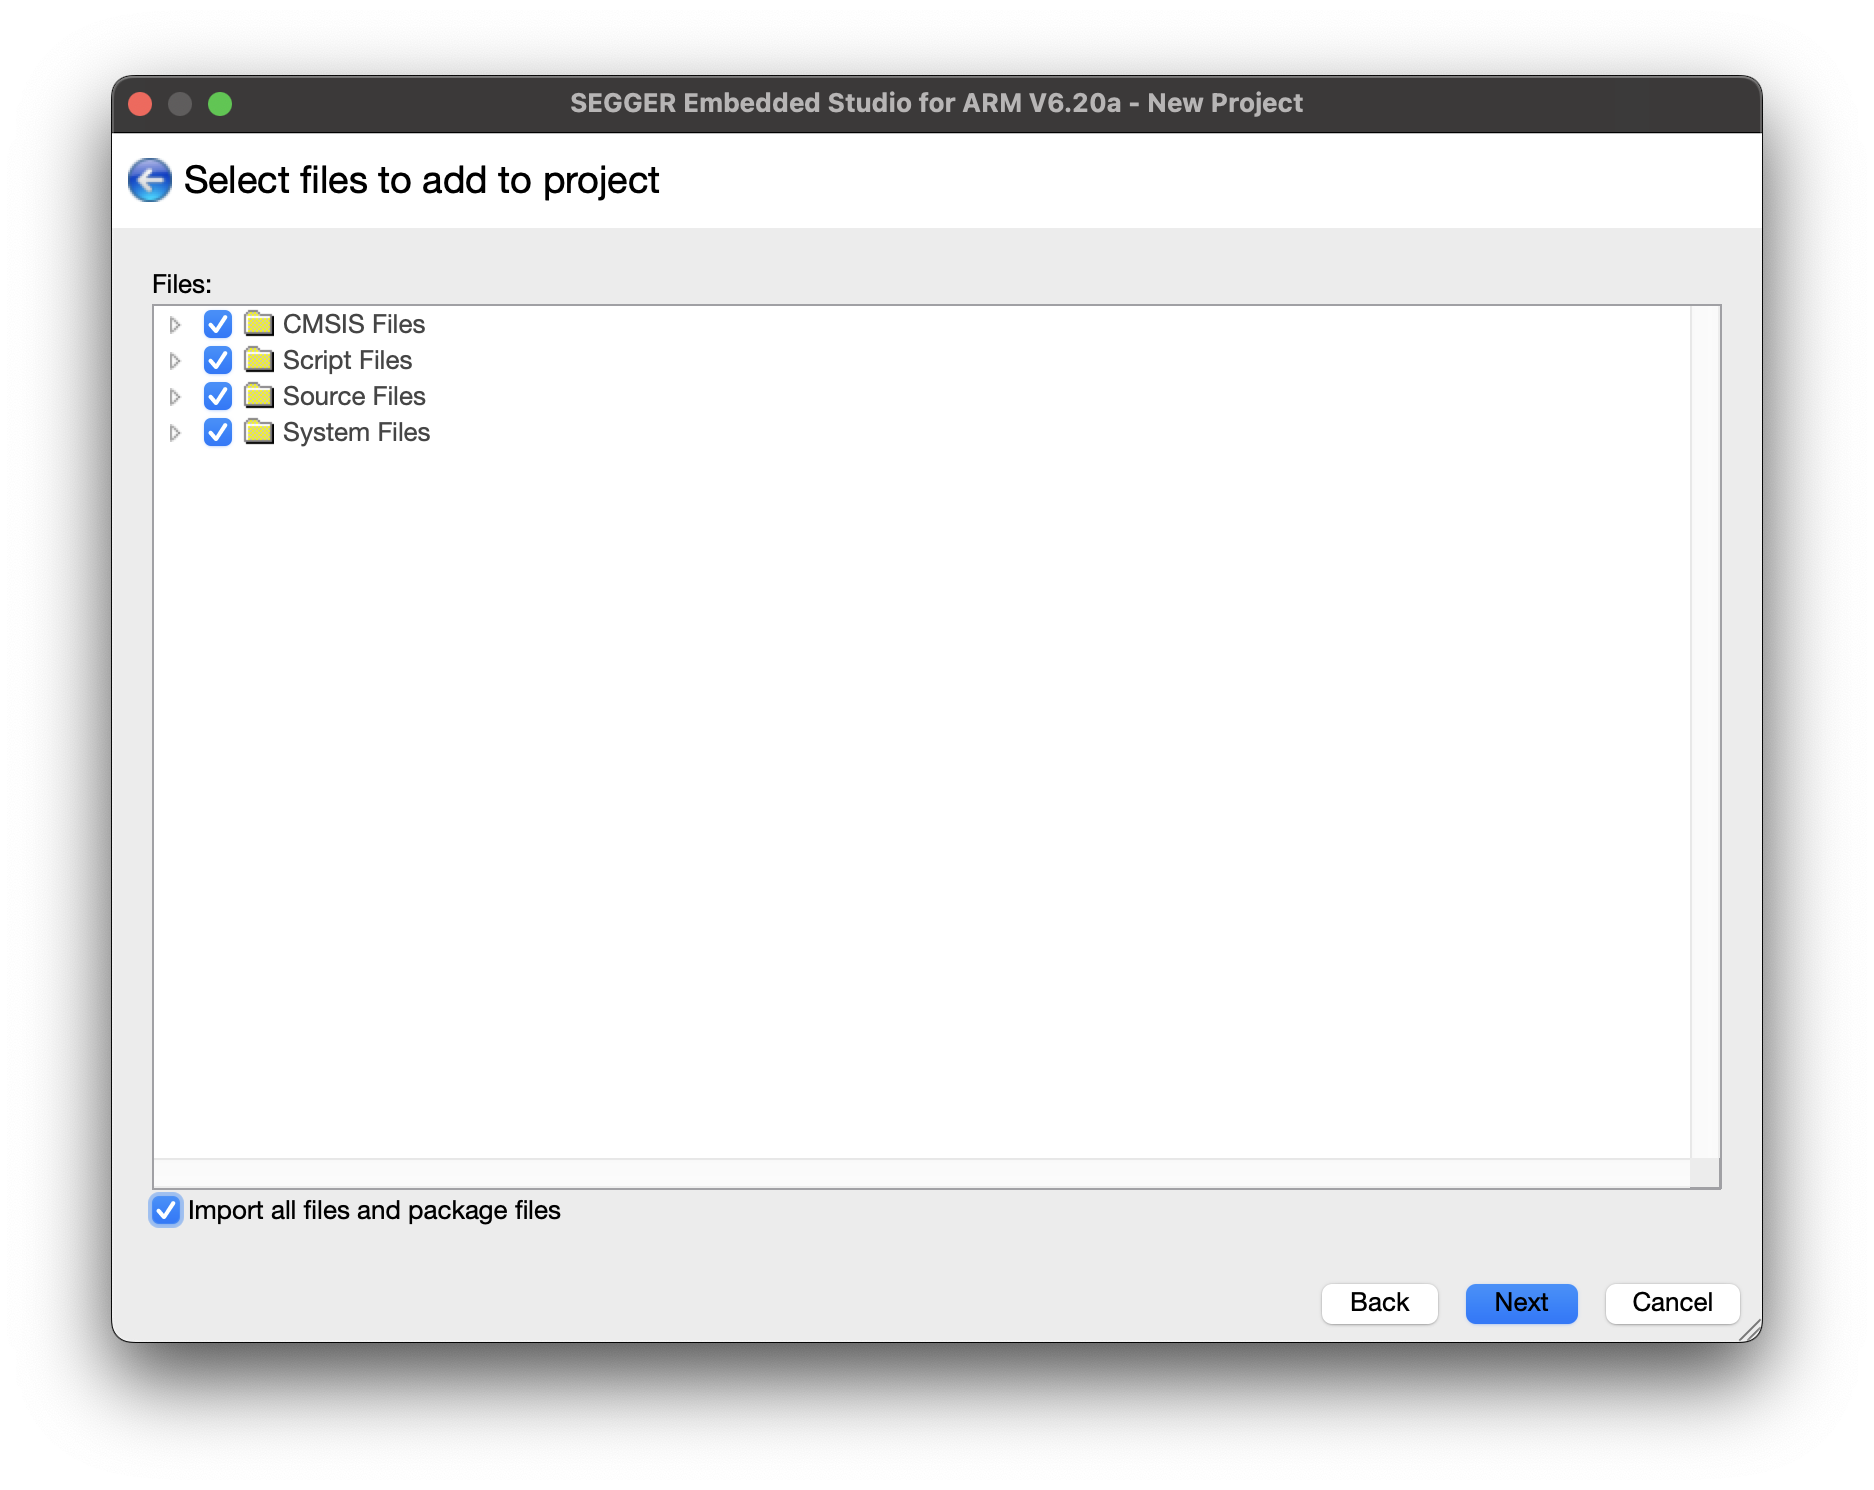 SEGGER Embedded Studio for ARM V6.20a - New Project
Select files to add to project
Files:
CMSIS Files
Script Files
Source Files
System Files
Import all files and package files
Back
Next
Cancel